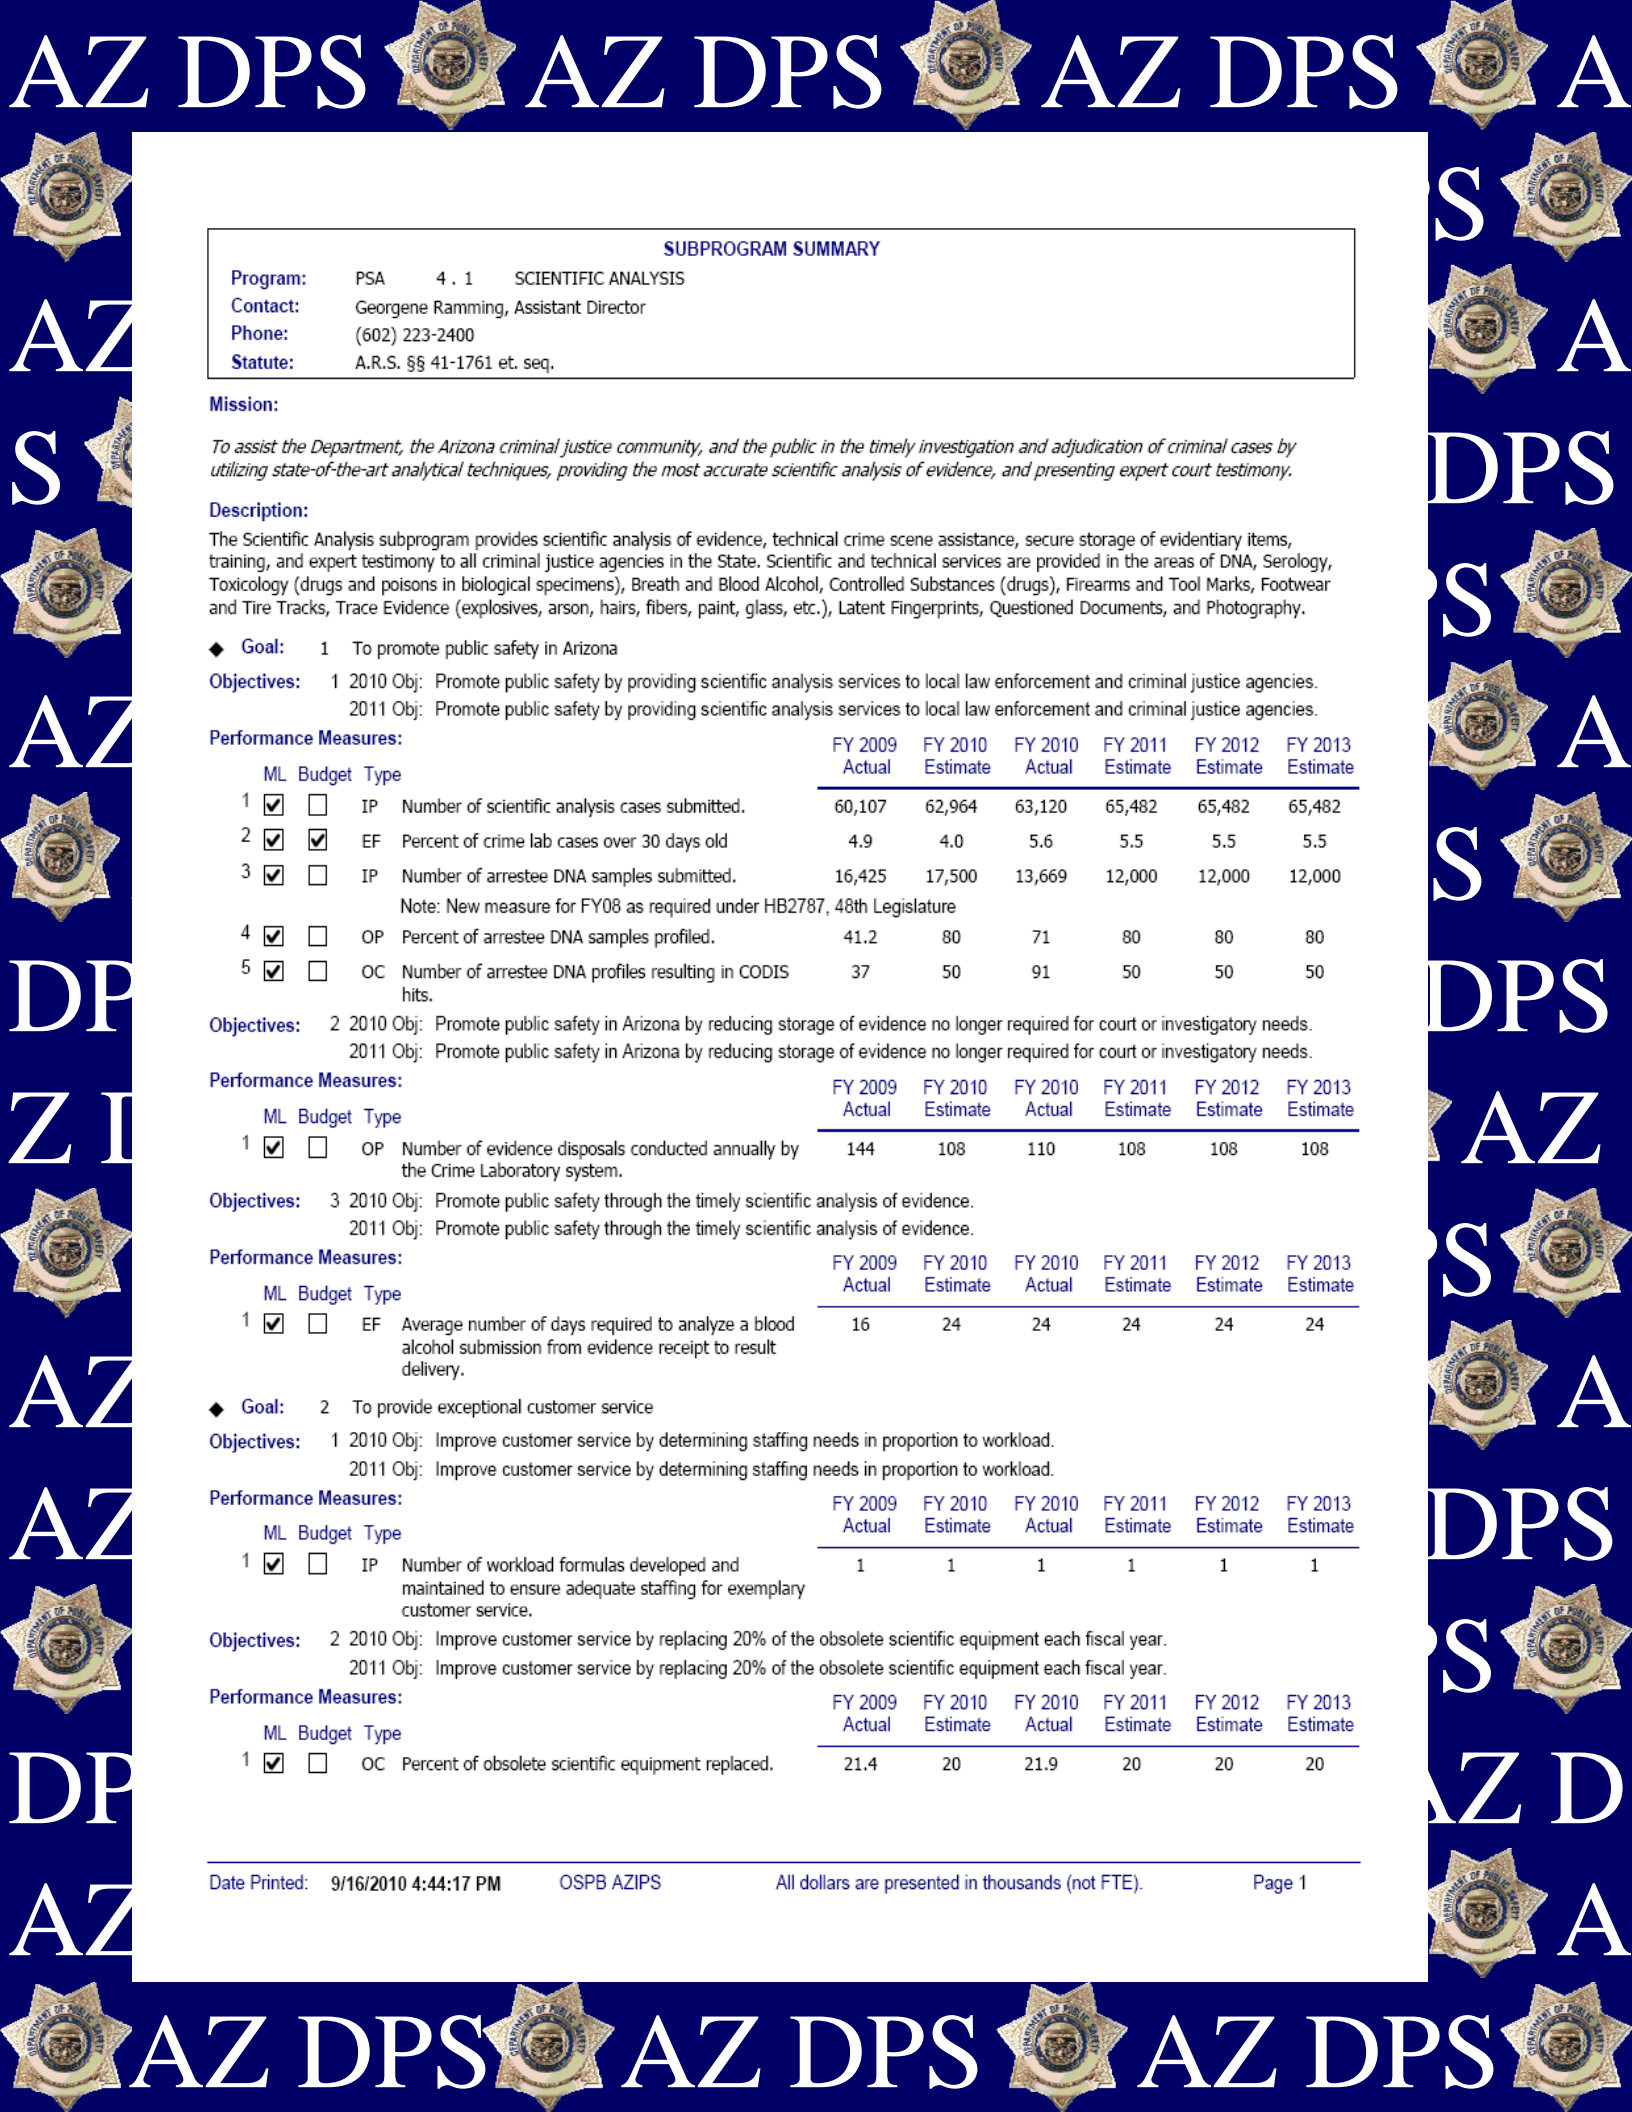 AZ DPS AZ DPS AZ DPS A
S
SUBPROGRAM SUMMARY
Program: PSA 4 . 1 SCIENTIFIC ANALYSIS
Contact: Georgene Ramming, Assistant Director
Phone: (602) 223-2400
Statute: A.R.S. §§ 41-1761 et. seq.
AZ A
Mission:
To assist the Department, the Arizona criminal justice community, and the public in the timely investigation and adjudication of criminal cases by
utilizing state-of-the-art analytical techniques, providing the most accurate scientific analysis of evidence, and presenting expert court testimony.
S DPS
Description:
The Scientific Analysis subprogram provides scientific analysis of evidence, technical crime scene assistance, secure storage of evidentiary items,
training, and expert testimony to all criminal justice agencies in the State. Scientific and technical services are provided in the areas of DNA, Serology,
Toxicology (drugs and poisons in biological specimens), Breath and Blood Alcohol, Controlled Substances (drugs), Firearms and Tool Marks, Footwear
and Tire Tracks, Trace Evidence (explosives, arson, hairs, fibers, paint, glass, etc.), Latent Fingerprints, Questioned Documents, and Photography.
PS
◆ Goal: 1 To promote public safety in Arizona
Objectives: 1 2010 Obj: Promote public safety by providing scientific analysis services to local law enforcement and criminal justice agencies.
2011 Obj: Promote public safety by providing scientific analysis services to local law enforcement and criminal justice agencies.
AZ A
Performance Measures: FY 2009 FY 2010 FY 2010 FY 2011 FY 2012 FY 2013
Actual Estimate Actual Estimate Estimate Estimate
ML Budget Type
1 IP Number of scientific analysis cases submitted. 60,107 62,964 63,120 65,482 65,482 65,482
2 EF Percent of crime lab cases over 30 days old 4.9 4.0 5.6 5.5 5.5 5.5
3 IP Number of arrestee DNA samples submitted. 16,425 17,500 13,669 12,000 12,000 12,000
S
Note: New measure for FY08 as required under HB2787, 48th Legislature
4 OP Percent of arrestee DNA samples profiled. 41.2 80 71 80 80 80
5 OC Number of arrestee DNA profiles resulting in CODIS 37 50 91 50 50 50
hits.
DP DPS
Objectives: 2 2010 Obj: Promote public safety in Arizona by reducing storage of evidence no longer required for court or investigatory needs.
2011 Obj: Promote public safety in Arizona by reducing storage of evidence no longer required for court or investigatory needs.
Performance Measures: FY 2009 FY 2010 FY 2010 FY 2011 FY 2012 FY 2013
Actual Estimate Actual Estimate Estimate Estimate
ML Budget Type
1 OP Number of evidence disposals conducted annually by 144 108 110 108 108 108
the Crime Laboratory system.
Z D AZ
Objectives: 3 2010 Obj: Promote public safety through the timely scientific analysis of evidence.
2011 Obj: Promote public safety through the timely scientific analysis of evidence.
PS
Performance Measures: FY 2009 FY 2010 FY 2010 FY 2011 FY 2012 FY 2013
Actual Estimate Actual Estimate Estimate Estimate
ML Budget Type
1 EF Average number of days required to analyze a blood 16 24 24 24 24 24
alcohol submission from evidence receipt to result
delivery.
AZ A
◆ Goal: 2 To provide exceptional customer service
Objectives: 1 2010 Obj: Improve customer service by determining staffing needs in proportion to workload.
2011 Obj: Improve customer service by determining staffing needs in proportion to workload.
Performance Measures: FY 2009 FY 2010 FY 2010 FY 2011 FY 2012 FY 2013
Actual Estimate Actual Estimate Estimate Estimate
ML Budget Type
AZ DPS
1 IP Number of workload formulas developed and 1 1 1 1 1 1
maintained to ensure adequate staffing for exemplary
customer service.
Objectives: 2 2010 Obj: Improve customer service by replacing 20% of the obsolete scientific equipment each fiscal year.
2011 Obj: Improve customer service by replacing 20% of the obsolete scientific equipment each fiscal year.
PS
Performance Measures: FY 2009 FY 2010 FY 2010 FY 2011 FY 2012 FY 2013
Actual Estimate Actual Estimate Estimate Estimate
ML Budget Type
1 OC Percent of obsolete scientific equipment replaced. 21.4 20 21.9 20 20 20
DP AZ D
Date Printed: 9/16/2010 4:44:17 PM OSPB AZIPS All dollars are presented in thousands (not FTE). Page 1
AZ A
AZ DPS AZ DPS AZ DPS